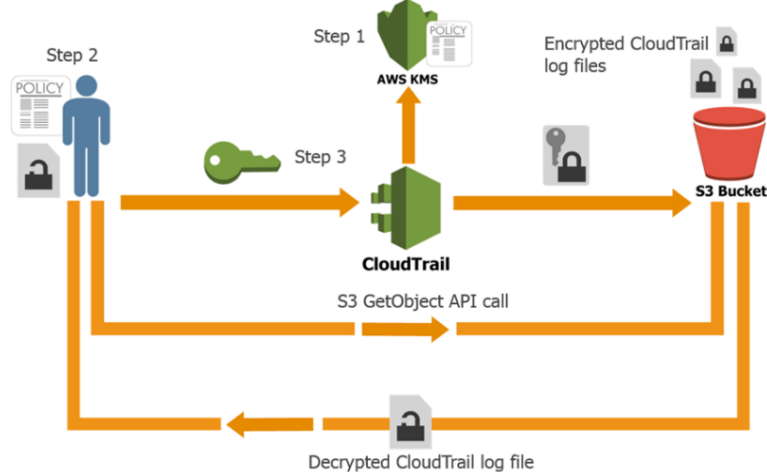 Step 1
POLICY
AWS KMS
Encrypted CloudTrail
log files
Step 2
POLICY
Step 3
S3 Bucket
CloudTrail
S3 GetObject API call
Decrypted CloudTrail log file